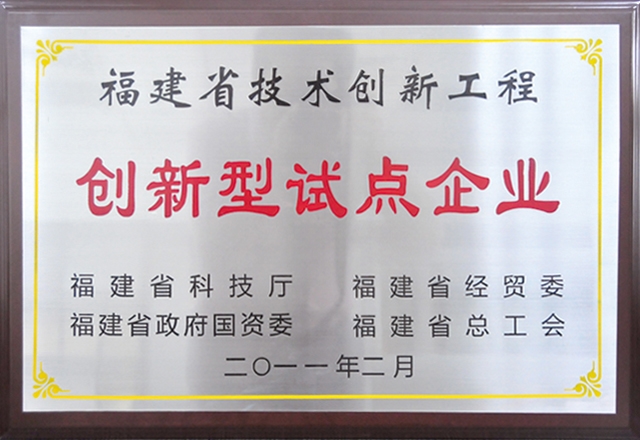 福建省技术创新工程
创新型试点企业
福建省科技厅 福建省经贸委
福建省政府国资委 福建省总工会
二〇一一年二月